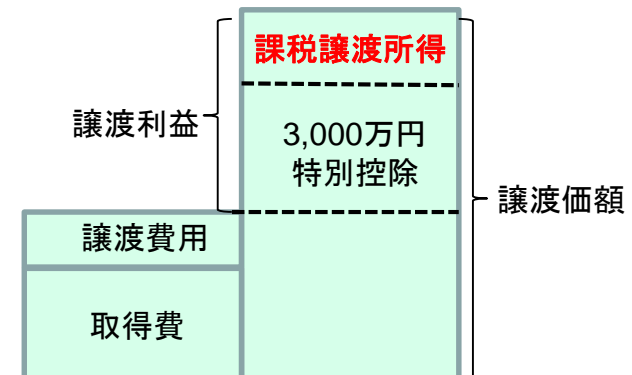 課税譲渡所得
譲渡利益
3,000万円
特別控除
譲渡価額
譲渡費用
取得費